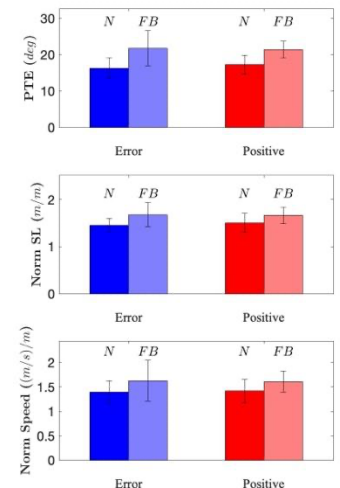 PTE (deg)
30
20
10
0
N FB N FB
Error Positive
Norm SL (m/m)
2
1
0
N FB N FB
Error Positive
Norm Speed ((m/s)/m)
2
1.5
1
0.5
0
N FB N FB
Error Positive